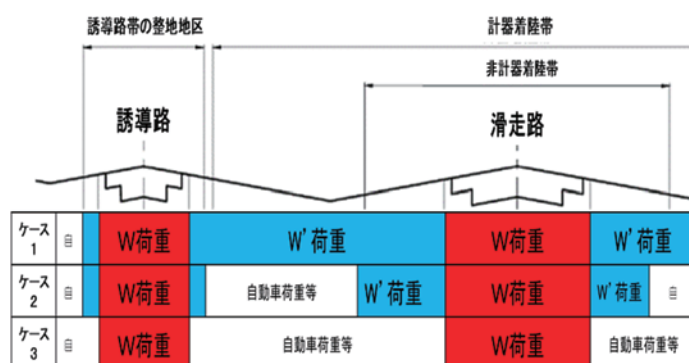 誘導路帯の整地地区
計器着陸帯
非計器着陸帯
誘導路
滑走路
ケース1 自 W荷重 W'荷重 W荷重 W'荷重
ケース2 自 W荷重 自動車荷重等 W'荷重 W荷重 W'荷重 自
ケース3 自 W荷重 自動車荷重等 W荷重 自動車荷重等